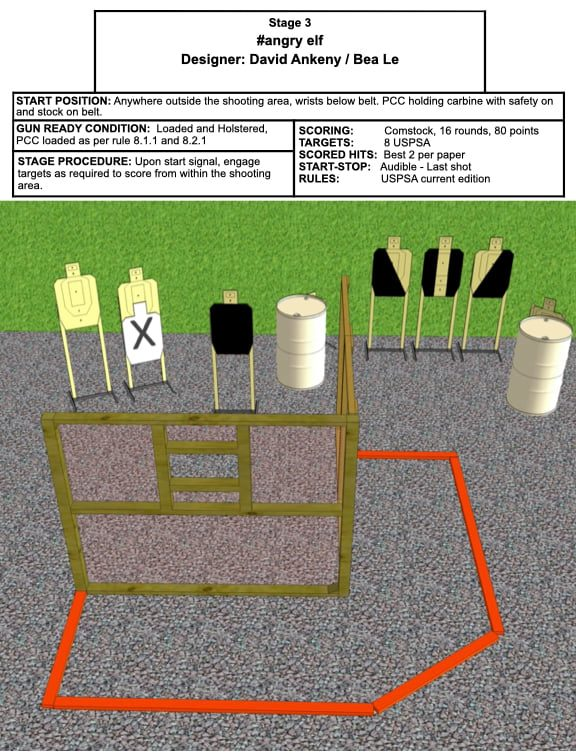 Stage 3
#angry elf
Designer: David Ankeny / Bea Le
START POSITION: Anywhere outside the shooting area, wrists below belt. PCC holding carbine with safety on
and stock on belt.
GUN READY CONDITION: Loaded and Holstered,
PCC loaded as per rule 8.1.1 and 8.2.1
STAGE PROCEDURE: Upon start signal, engage
targets as required to score from within the shooting
area.
SCORING: Comstock, 16 rounds, 80 points
TARGETS: 8 USPSA
SCORED HITS: Best 2 per paper
START-STOP: Audible - Last shot
RULES: USPSA current edition
X